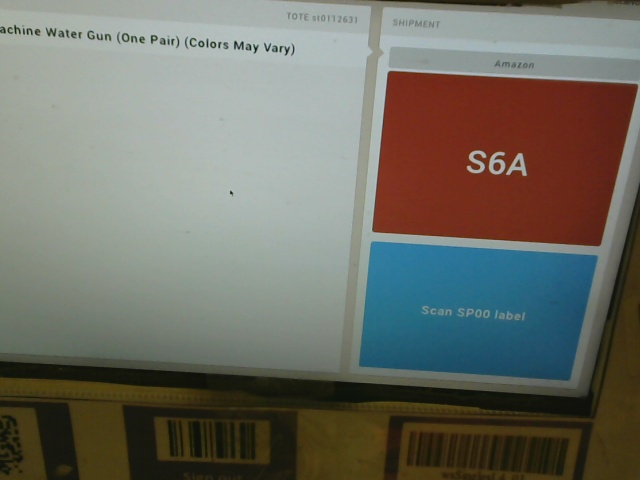 TOTE st0112631
achine Water Gun (One Pair) (Colors May Vary)
SHIPMENT
Amazon
S6A
Scan SP00 label